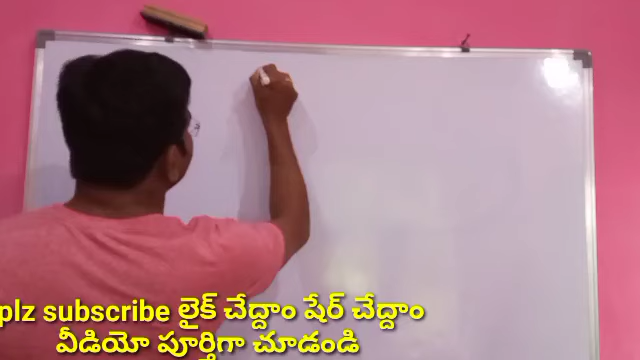 plz subscribe లైక్ చేద్దాం షేర్ చేద్దాం
వీడియో పూర్తిగా చూడండి